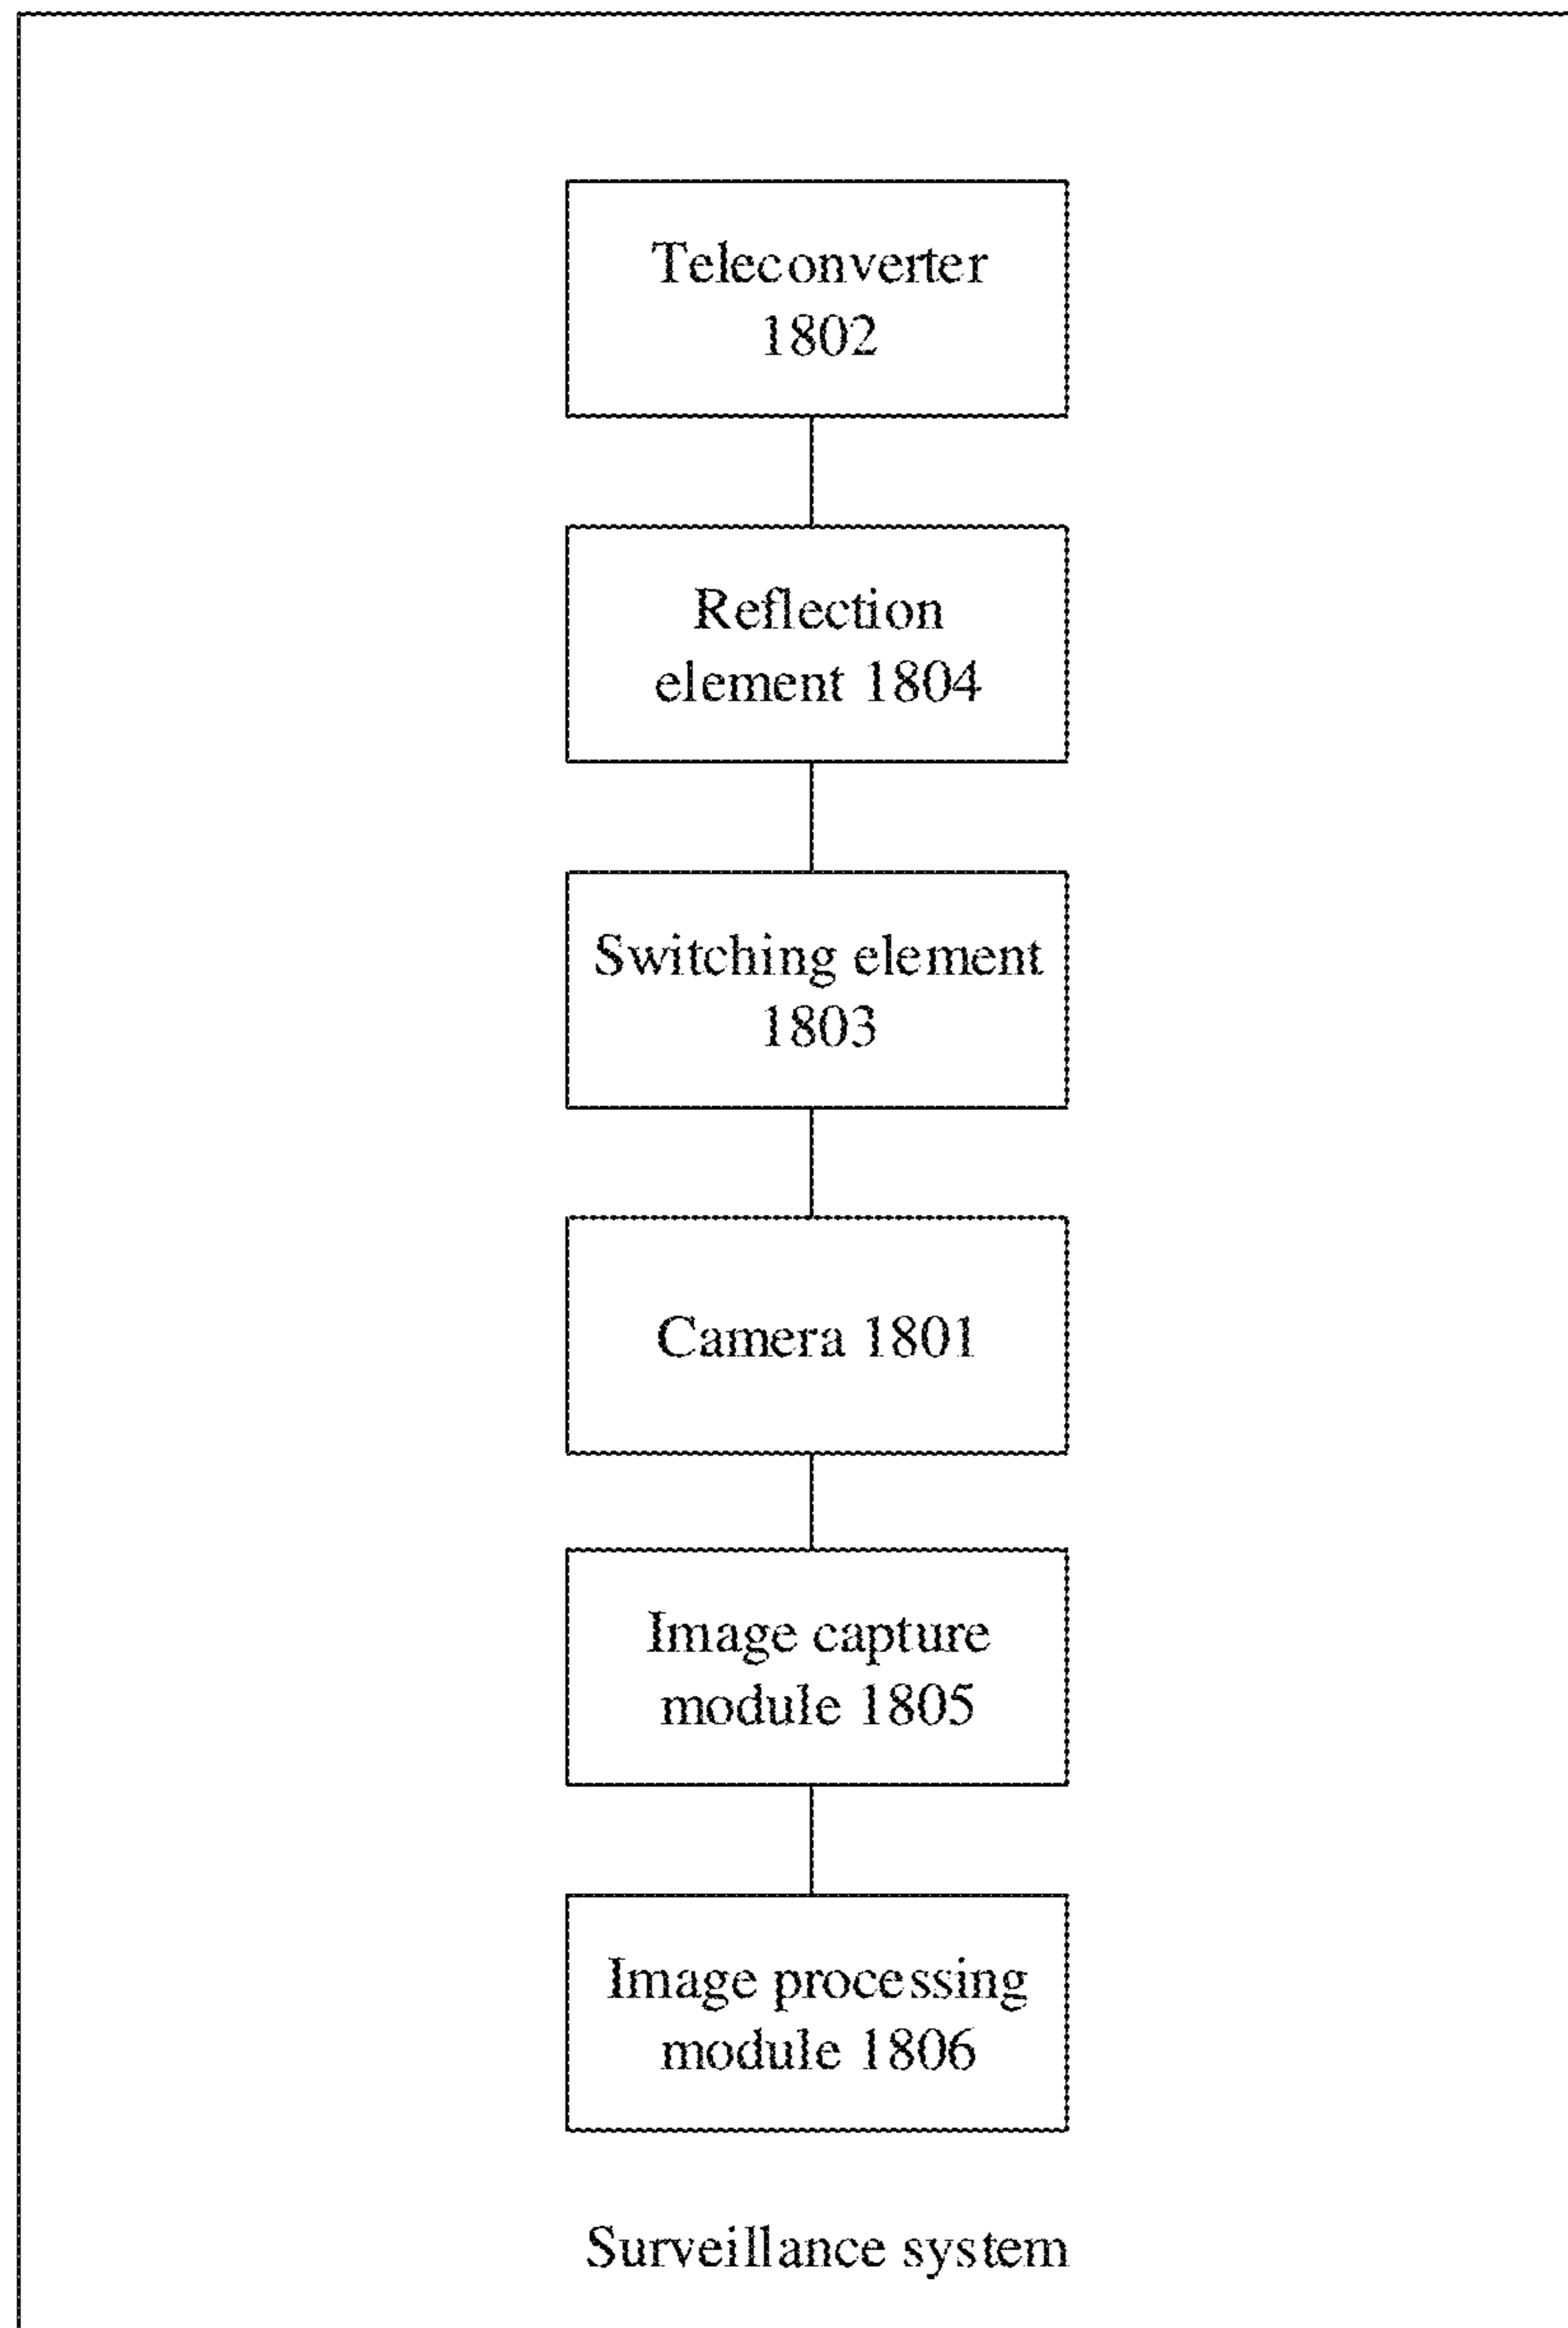 Teleconverter
1802
Reflection
element 1804
Switching element
1803
Camera 1801
Image capture
module 1805
Image processing
module 1806
Surveillance system